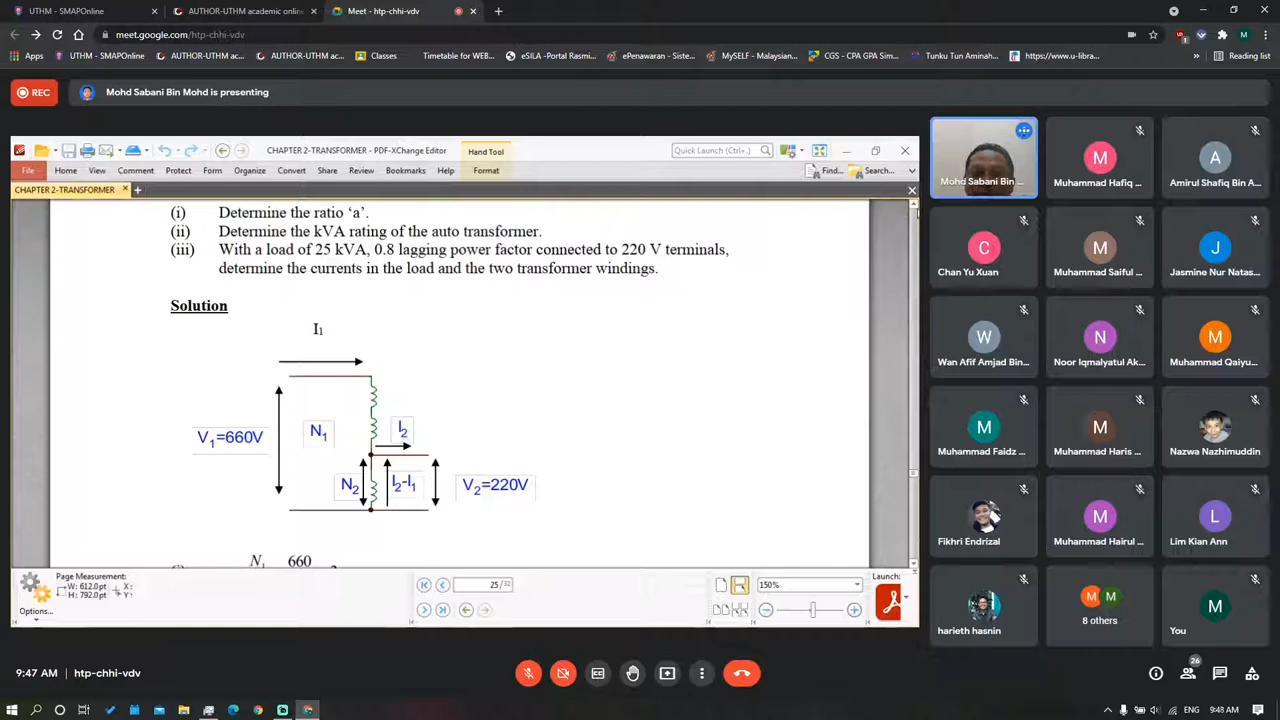 UTHM - SMAPOnline
AUTHOR-UTHM academic onlin
Meet - htp-chhi-vdv
meet.google.com/htp-chhi-vdv
Apps
UTHM - SMAPOnline
AUTHOR-UTHM ac...
AUTHOR-UTHM ac...
Classes
Timetable for WEB...
eSILA -Portal Rasmi...
ePenawaran - Siste...
MySELF - Malaysian...
CGS - CPA GPA Sim...
Tunku Tun Aminah...
https://www.u-libra...
»
Reading list
REC
Mohd Sabani Bin Mohd is presenting
CHAPTER 2-TRANSFORMER - PDF-XChange Editor
Hand Tool
Quick Launch (Ctrl+.)
File
Home
View
Comment
Protect
Form
Organize
Convert
Share
Review
Bookmarks
Help
Format
Find...
Search...
CHAPTER 2-TRANSFORMER
(i) Determine the ratio ‘a’.
(ii) Determine the kVA rating of the auto transformer.
(iii) With a load of 25 kVA, 0.8 lagging power factor connected to 220 V terminals,
determine the currents in the load and the two transformer windings.
Solution
I1
V1=660V
N1
I2
N2
I2-I1
V2=220V
N 660
Page Measurement:
W: 612.0pt X:
H: 792.0pt Y:
Options...
25 / 32
150%
Launch:
Mohd Sabani Bin ...
Muhammad Hafiq ...
Amirul Shafiq Bin A...
Chan Yu Xuan
Muhammad Saiful ...
Jasmine Nur Natas...
Wan Afif Amjad Bin...
Noor Iqmalyatul Ak...
Muhammad Qaiyu...
Muhammad Faidz ...
Muhammad Haris ...
Nazwa Nazhimuddin
Fikhri Endrizal
Muhammad Hairul ...
Lim Kian Ann
harieth hasnin
8 others
You
9:47 AM
htp-chhi-vdv
26
ENG
9:48 AM